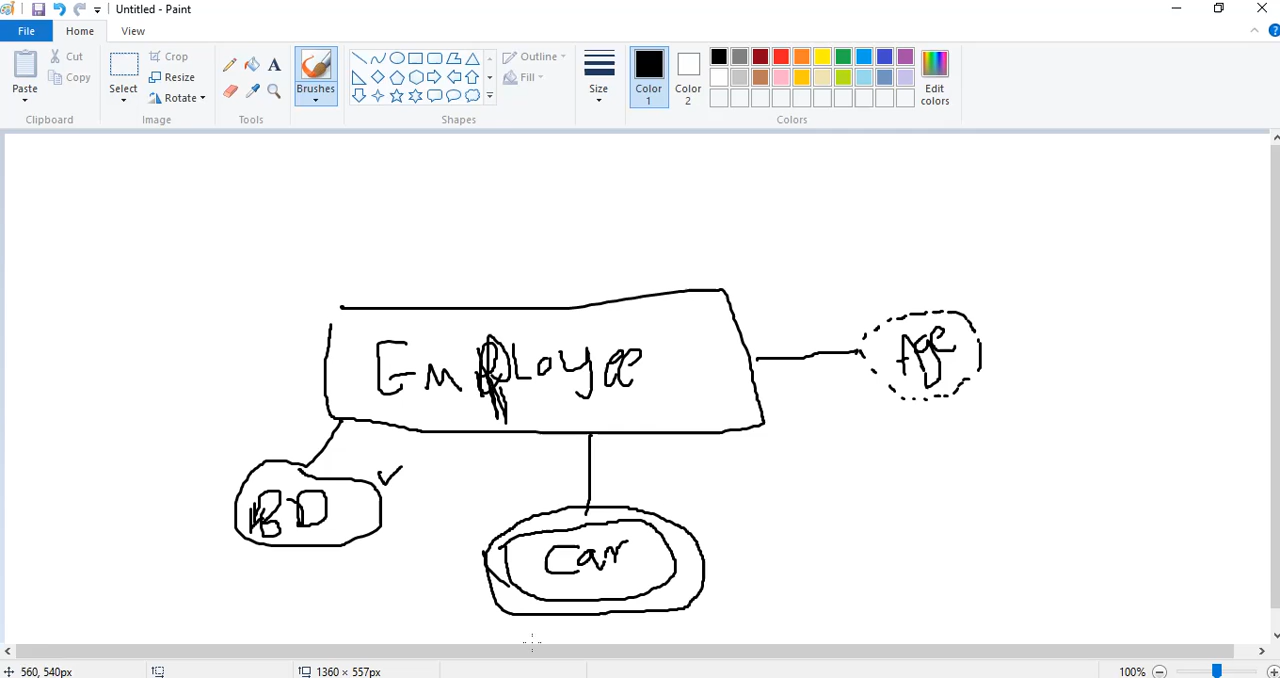 Untitled - Paint
File Home View
Paste
Cut
Copy
Clipboard
Select
Crop
Resize
Rotate
Image
A
Tools
Brushes
Outline
Fill
Shapes
Size
Color 1
Color 2
Edit colors
Colors
Employee
Age
BD
Car
560, 540px
1360 × 557px
100%